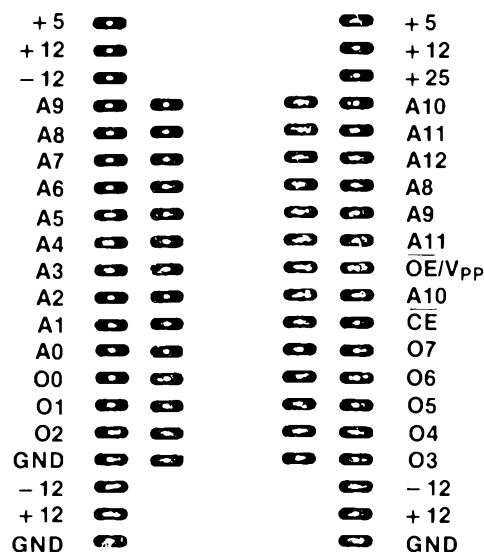 + 5 + 5
+ 12 + 12
− 12 + 25
A9 A10
A8 A11
A7 A12
A6 A8
A5 A9
A4 A11
A3 O̅E̅/VPP
A2 A10
A1 C̅E̅
A0 O7
O0 O6
O1 O5
O2 O4
GND O3
− 12 − 12
+ 12 + 12
GND GND